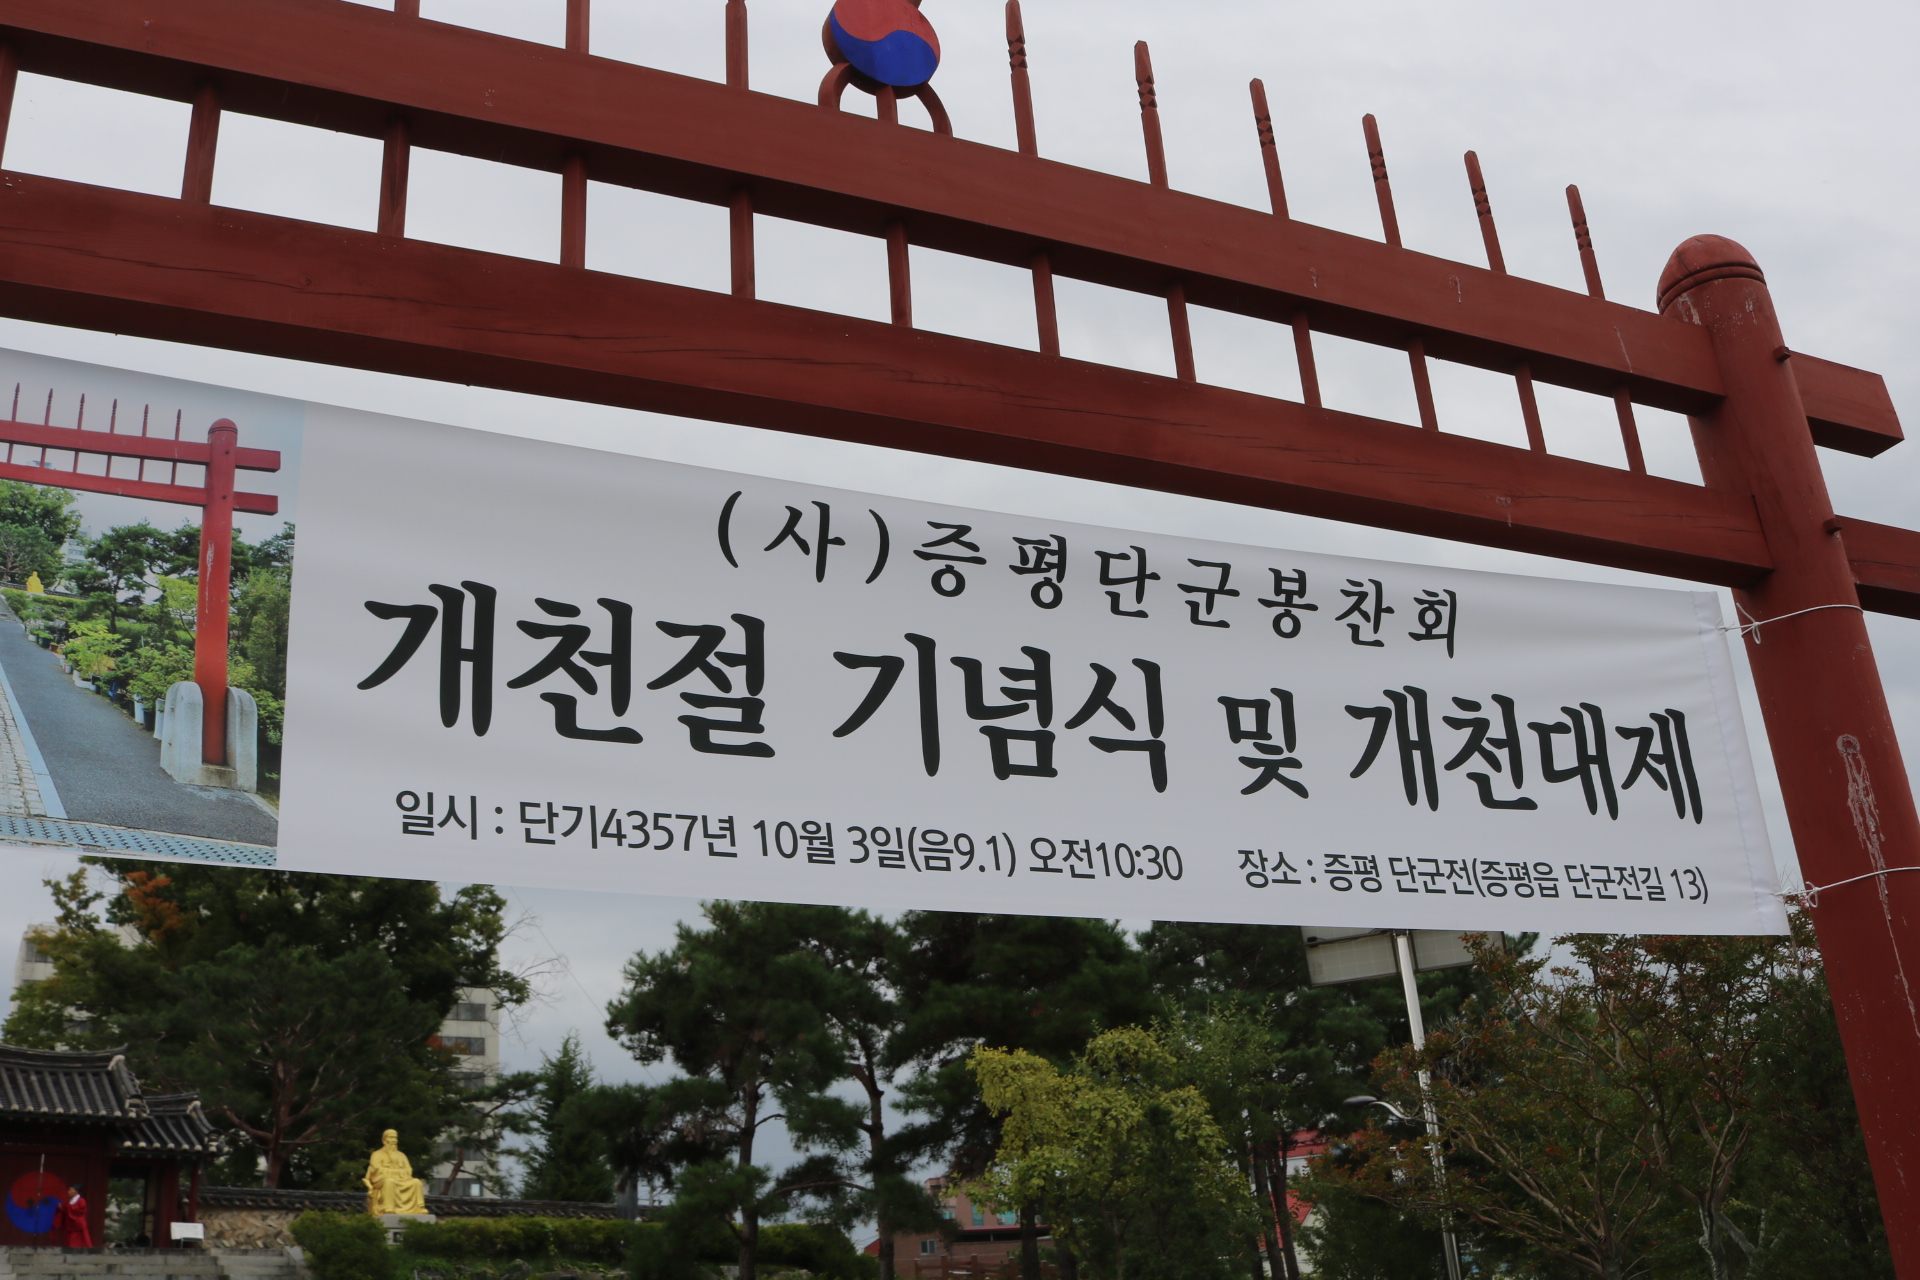 (사)증평단군봉찬회
개천절 기념식 및 개천대제
일시 : 단기4357년 10월 3일(음9.1) 오전10:30 장소 : 증평 단군전(증평읍 단군전길 13)